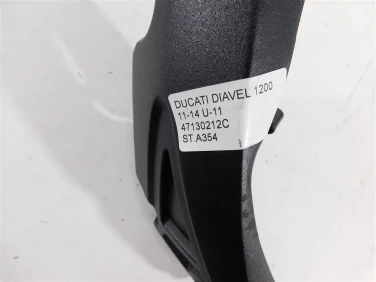 DUCATI DIAVEL 1200
11-14 U-11
47130212C
ST.A354